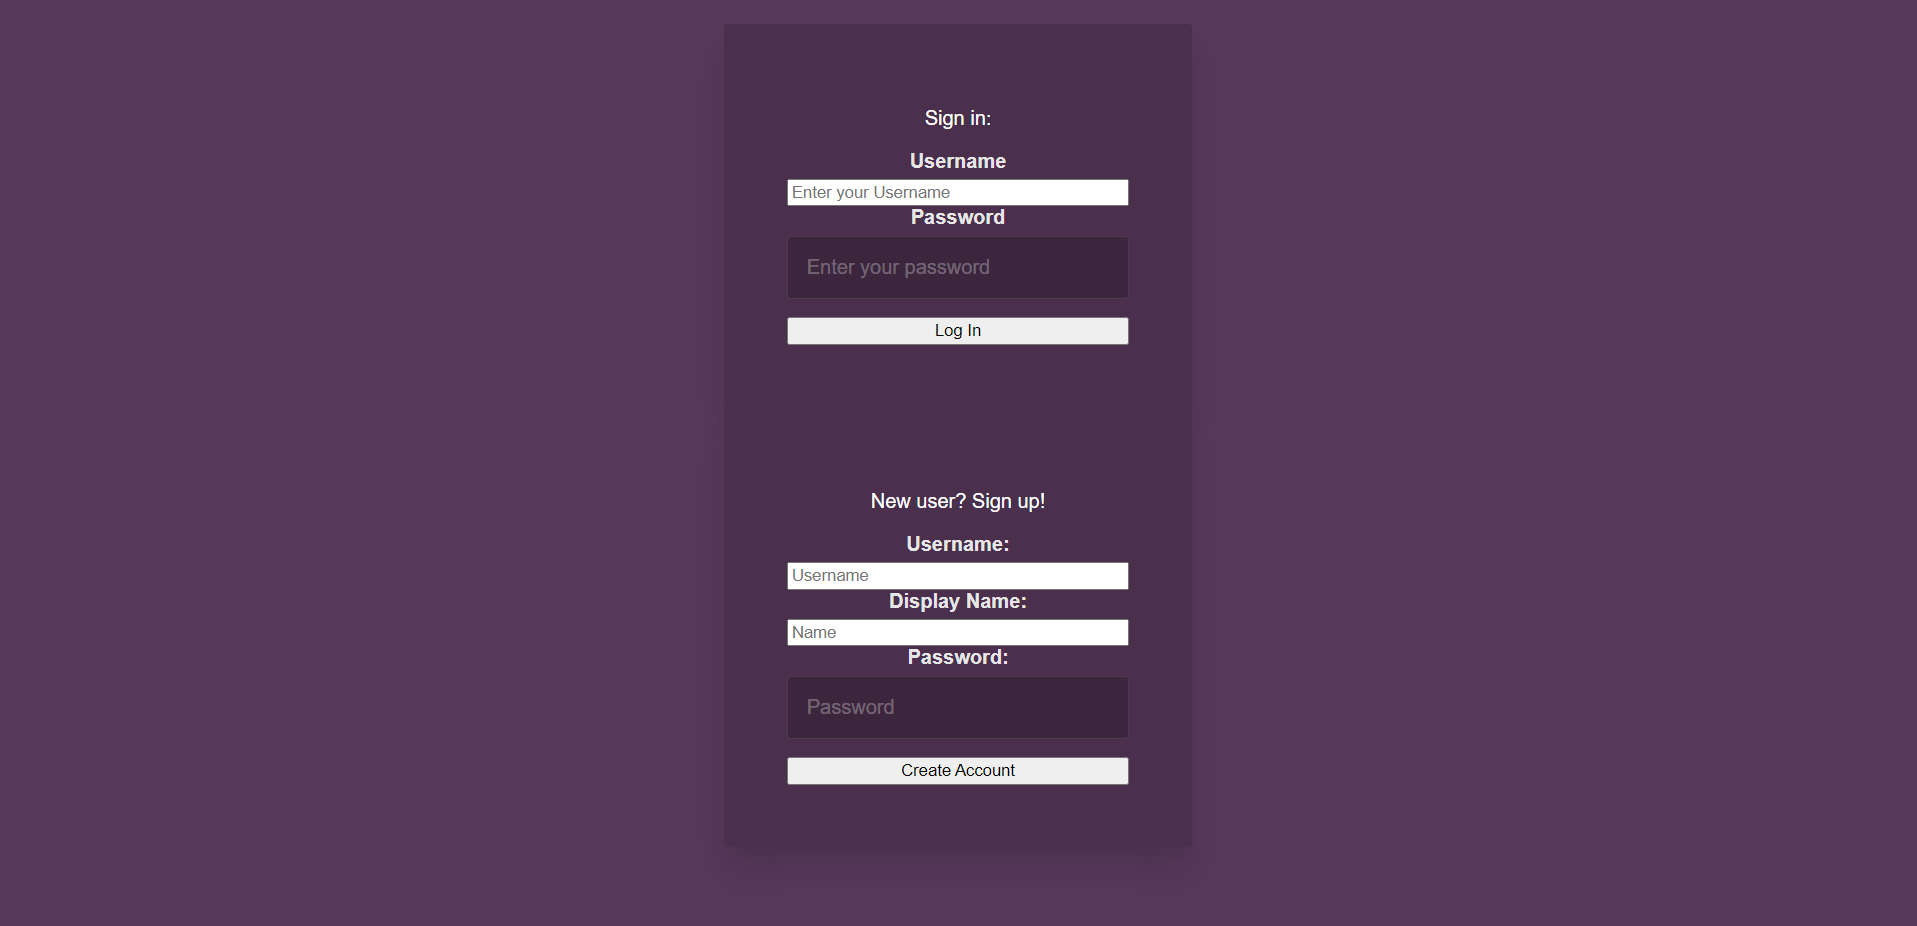 Sign in:
Username
Enter your Username
Password
Enter your password
Log In
New user? Sign up!
Username:
Username
Display Name:
Name
Password:
Password
Create Account